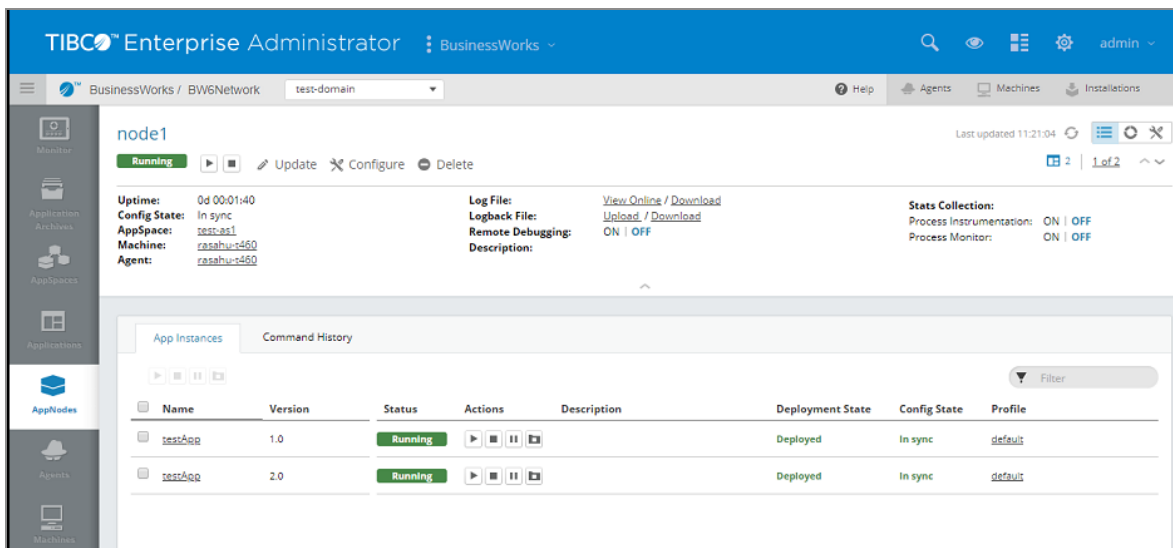 TIBCO™ Enterprise Administrator BusinessWorks admin
™ BusinessWorks / BW6Network test-domain Help Agents Machines Installations
Monitor
Application
Archives
AppSpaces
Applications
AppNodes
Agents
Machines
node1 Last updated 11:21:04
Running Update Configure Delete 2 | 1 of 2
Uptime: 0d 00:01:40
Config State: In sync
AppSpace: test-as1
Machine: rasahu-t460
Agent: rasahu-t460
Log File: View Online / Download
Logback File: Upload / Download
Remote Debugging: ON | OFF
Description:
Stats Collection:
Process Instrumentation: ON | OFF
Process Monitor: ON | OFF
App Instances Command History
Filter
Name Version Status Actions Description Deployment State Config State Profile
testApp 1.0 Running Deployed In sync default
testApp 2.0 Running Deployed In sync default